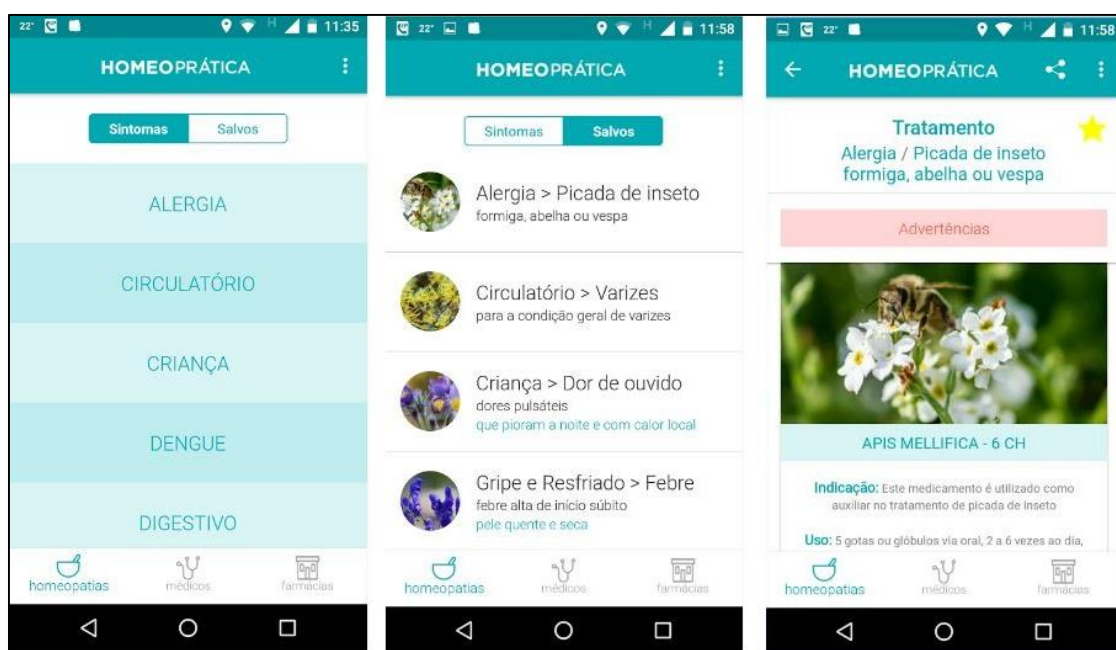 22°
H
11:35
HOMEOPRÁTICA
Sintomas
Salvos
ALERGIA
CIRCULATÓRIO
CRIANÇA
DENGUE
DIGESTIVO
homeopatias
médicos
farmácias
22°
H
11:58
HOMEOPRÁTICA
Sintomas
Salvos
Alergia > Picada de inseto
formiga, abelha ou vespa
Circulatório > Varizes
para a condição geral de varizes
Criança > Dor de ouvido
dores pulsáteis
que pioram a noite e com calor local
Gripe e Resfriado > Febre
febre alta de início súbito
pele quente e seca
homeopatias
médicos
farmácias
22°
H
11:58
HOMEOPRÁTICA
Tratamento
Alergia / Picada de inseto
formiga, abelha ou vespa
Advertências
APIS MELLIFICA - 6 CH
Indicação: Este medicamento é utilizado como
auxiliar no tratamento de picada de inseto
Uso: 5 gotas ou glóbulos via oral, 2 a 6 vezes ao dia,
homeopatias
médicos
farmácias